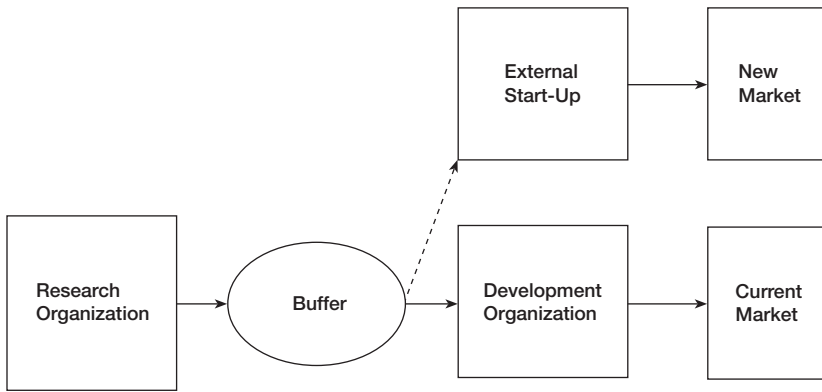 External
Start-Up
New
Market
Research
Organization
Buffer
Development
Organization
Current
Market